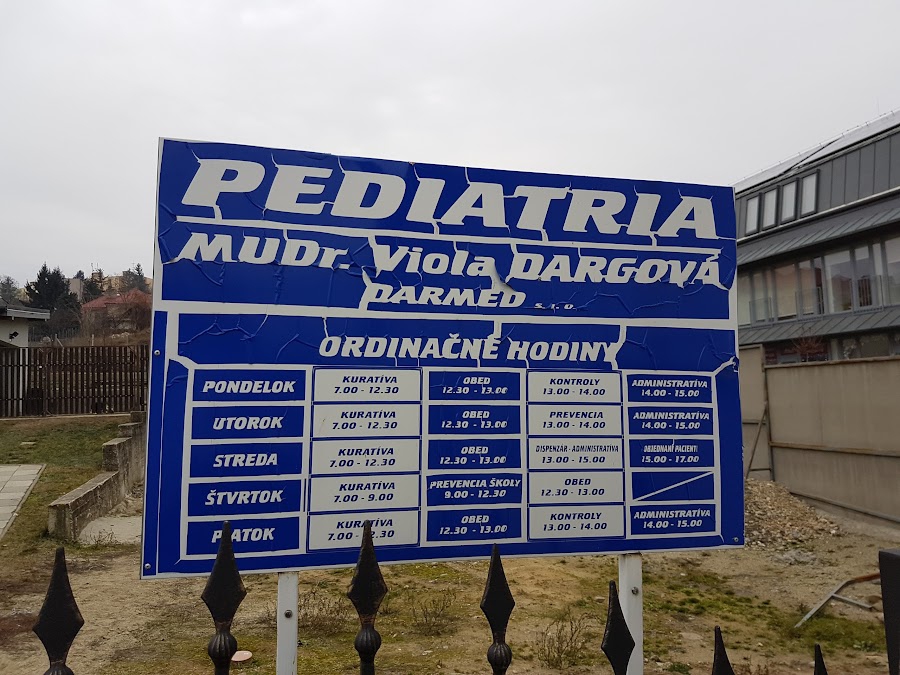 PEDIATRIA
MUDr. Viola DARGOVÁ
DARMED s.r.o.
ORDINAČNÉ HODINY
PONDELOK KURATÍVA 7.00 - 12.30 OBED 12.30 - 13.00 KONTROLY 13.00 - 14.00 ADMINISTRATÍVA 14.00 - 15.00
UTOROK KURATÍVA 7.00 - 12.30 OBED 12.30 - 13.00 PREVENCIA 13.00 - 14.00 ADMINISTRATÍVA 14.00 - 15.00
STREDA KURATÍVA 7.00 - 12.30 OBED 12.30 - 13.00 DISPENZÁR - ADMINISTRATÍVA 13.00 - 15.00 OBJEDNANÍ PACIENTI 15.00 - 17.00
ŠTVRTOK KURATÍVA 7.00 - 9.00 PREVENCIA ŠKOLY 9.00 - 12.30 OBED 12.30 - 13.00
PIATOK KURATÍVA 7.00 - 12.30 OBED 12.30 - 13.00 KONTROLY 13.00 - 14.00 ADMINISTRATÍVA 14.00 - 15.00